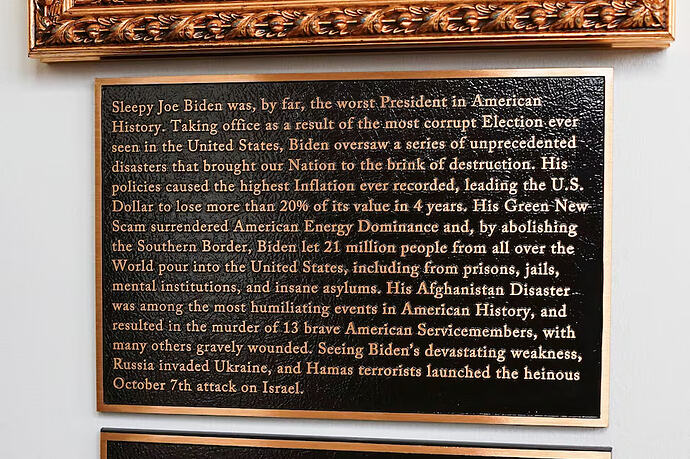 Sleepy Joe Biden was, by far, the worst President in American
History. Taking office as a result of the most corrupt Election ever
seen in the United States, Biden oversaw a series of unprecedented
disasters that brought our Nation to the brink of destruction. His
policies caused the highest Inflation ever recorded, leading the U.S.
Dollar to lose more than 20% of its value in 4 years. His Green New
Scam surrendered American Energy Dominance and, by abolishing
the Southern Border, Biden let 21 million people from all over the
World pour into the United States, including from prisons, jails,
mental institutions, and insane asylums. His Afghanistan Disaster
was among the most humiliating events in American History, and
resulted in the murder of 13 brave American Servicemembers, with
many others gravely wounded. Seeing Biden's devastating weakness,
Russia invaded Ukraine, and Hamas terrorists launched the heinous
October 7th attack on Israel.